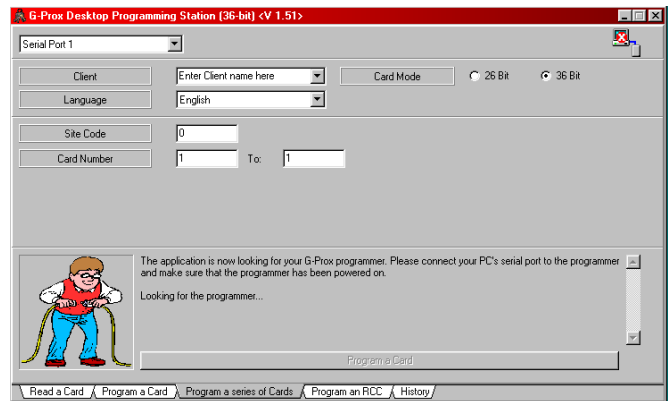 G-Prox Desktop Programming Station (36-bit) <V 1.51>
Serial Port 1
Client Enter Client name here Card Mode 26 Bit 36 Bit
Language English
Site Code 0
Card Number 1 To: 1
The application is now looking for your G-Prox programmer. Please connect your PC's serial port to the programmer
and make sure that the programmer has been powered on.
Looking for the programmer...
Program a Card
Read a Card Program a Card Program a series of Cards Program an RCC History